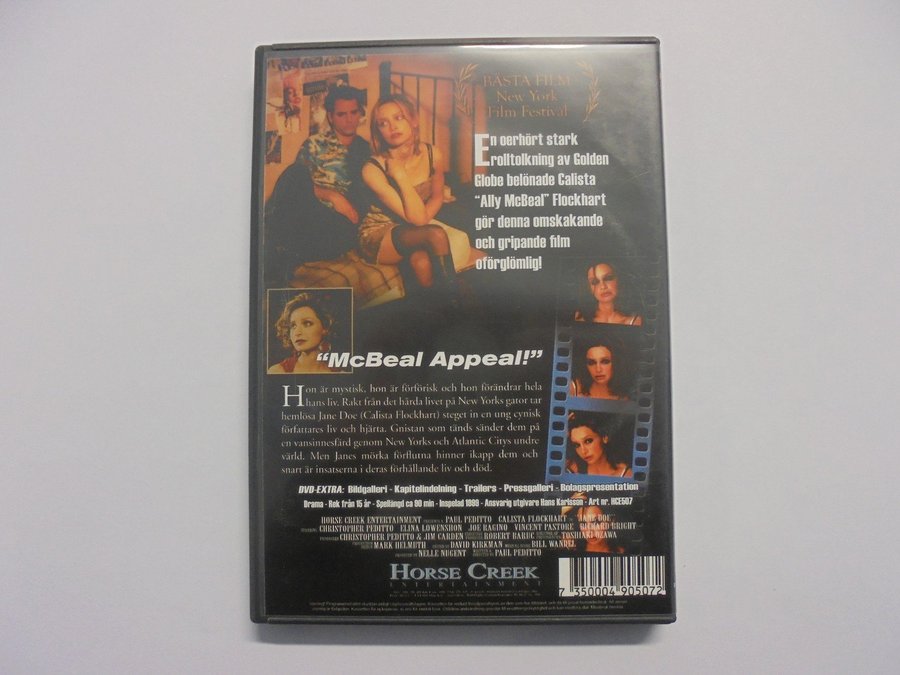 BÄSTA FILM
New York
Film Festival
En oerhört stark
rolltolkning av Golden
Globe belönade Calista
“Ally McBeal” Flockhart
gör denna omskakande
och gripande film
oförglömlig!
“McBeal Appeal!”
Hon är mystisk, hon är förförisk och hon förändrar hela
hans liv. Rakt från det hårda livet på New Yorks gator tar
hemlösa Jane Doe (Calista Flockhart) steget in en ung cynisk
författares liv och hjärta. Gnistan som tänds sänder dem på
en vansinnesfärd genom New Yorks och Atlantic Citys undre
värld. Men Janes mörka förflutna hinner ikapp dem och
snart är insatserna i deras förhållande liv och död.
DVD-EXTRA: Bildgalleri - Kapitelindelning - Trailers - Pressgalleri - Bolagspresentation
Drama - Rek från 15 år - Spellängd ca 90 min - Inspelad 1999 - Ansvarig utgivare Hans Karlsson - Art nr. HCE507
HORSE CREEK ENTERTAINMENT PAUL PEDITTO CALISTA FLOCKHART "JANE DOE"
CHRISTOPHER PEDITTO ELINA LOWENSHON JOE RAGINO VINCENT PASTORE RICHARD BRIGHT
CHRISTOPHER PEDITTO & JIM CARDEN ROBERT BARBC TOSHIAKI OZAWA
MARK HELMUTH DAVID KIRKMAN BILL WANDEL
NELLE NUGENT PAUL PEDITTO
HORSE CREEK
ENTERTAINMENT
7 350004 905072